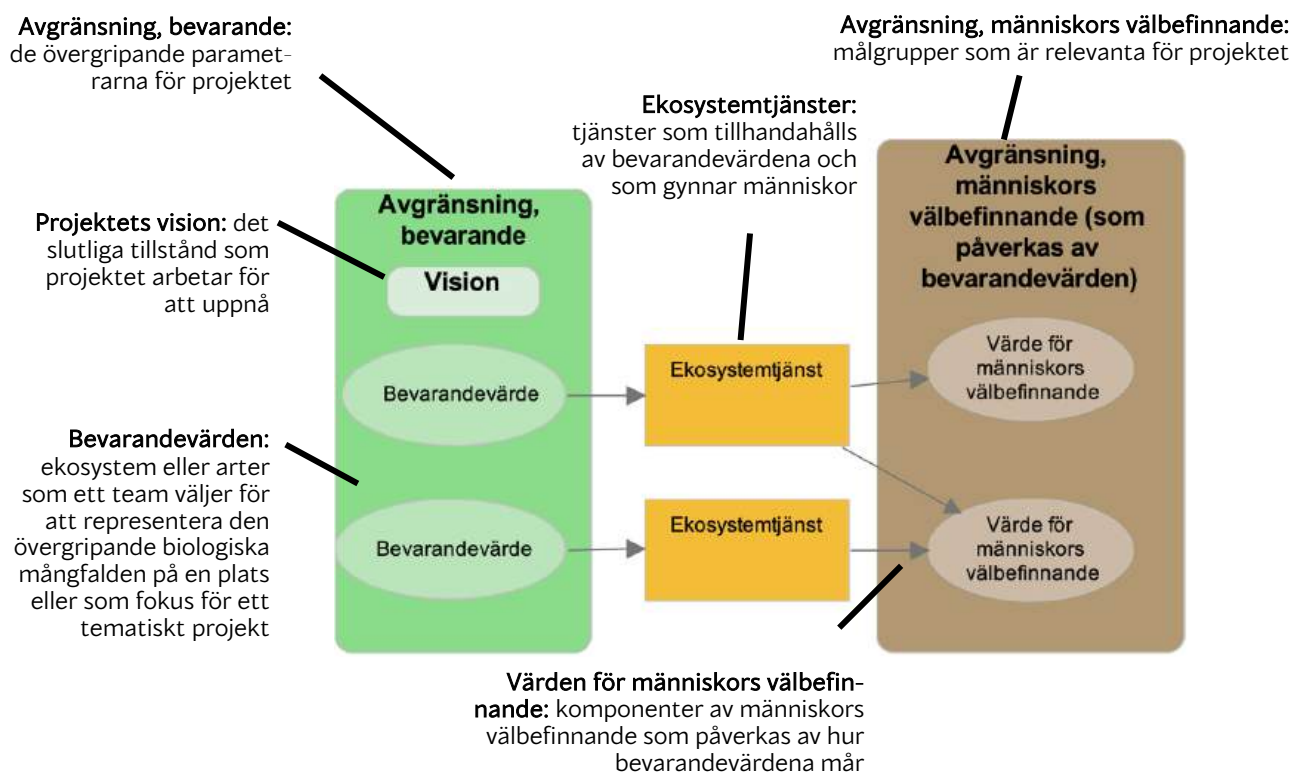 Avgränsning, bevarande:
de övergripande paramet-
rarna för projektet
Avgränsning, människors välbefinnande:
målgrupper som är relevanta för projektet
Ekosystemtjänster:
tjänster som tillhandahålls
av bevarandevärdena och
som gynnar människor
Projektets vision: det
slutliga tillstånd som
projektet arbetar för
att uppnå
Bevarandevärden:
ekosystem eller arter
som ett team väljer för
att representera den
övergripande biologiska
mångfalden på en plats
eller som fokus för ett
tematiskt projekt
Avgränsning,
bevarande
Vision
Bevarandevärde
Bevarandevärde
Ekosystemtjänst
Ekosystemtjänst
Avgränsning,
människors
välbefinnande (som
påverkas av
bevarandevärden)
Värde för
människors
välbefinnande
Värde för
människors
välbefinnande
Värden för människors välbefin-
nande: komponenter av människors
välbefinnande som påverkas av hur
bevarandevärdena mår